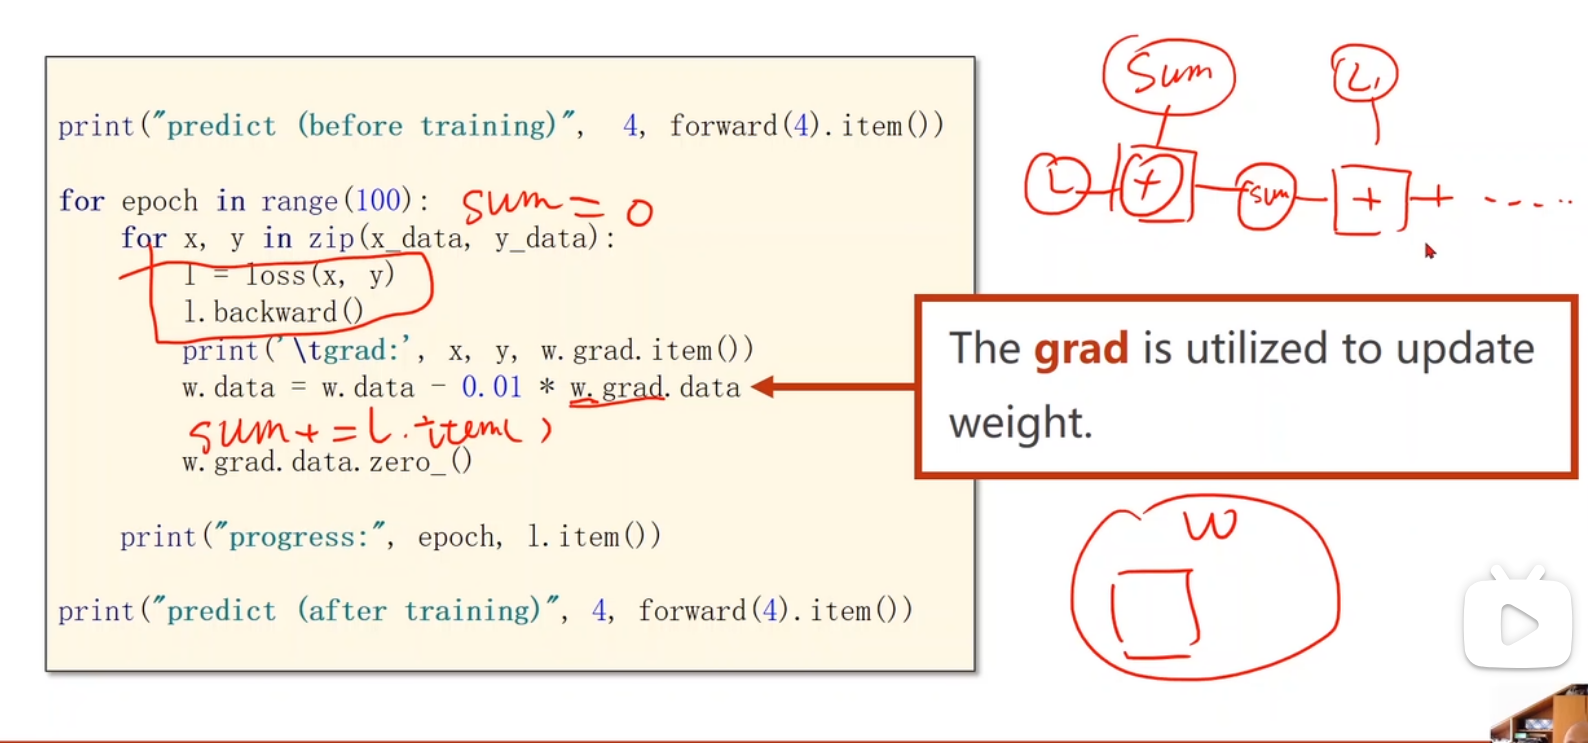 print("predict (before training)", 4, forward(4).item())
for epoch in range(100): sum = 0
for x, y in zip(x_data, y_data):
l = loss(x, y)
l.backward()
print('\tgrad:', x, y, w.grad.item())
w.data = w.data - 0.01 * w.grad.data
sum += l.item()
w.grad.data.zero_()
print("progress:", epoch, l.item())
print("predict (after training)", 4, forward(4).item())
Sum
L + sum + + .....
The grad is utilized to update
weight.
W